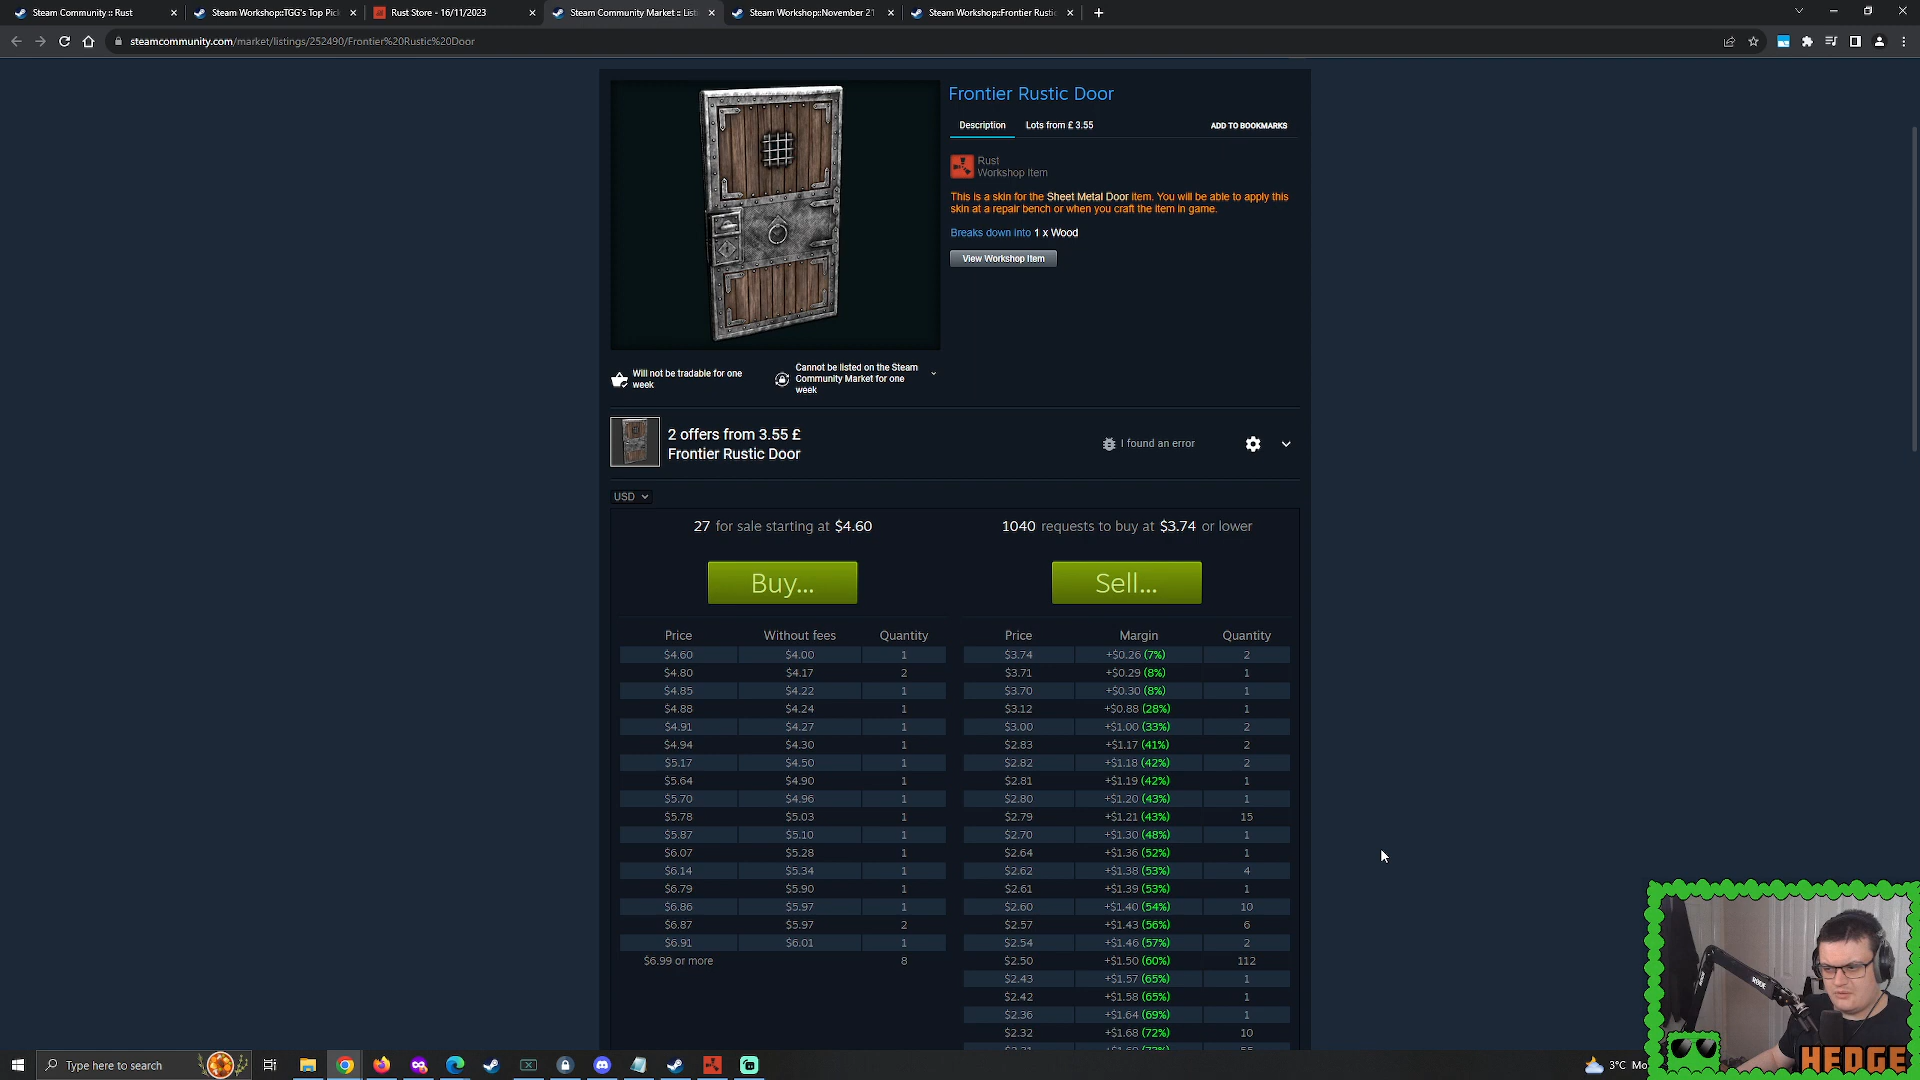 Steam Community :: Rust
Steam Workshop::TGG's Top Pick
Rust Store - 16/11/2023
Steam Community Market :: List
Steam Workshop::November 21
Steam Workshop::Frontier Rustic
steamcommunity.com/market/listings/252490/Frontier%20Rustic%20Door
Frontier Rustic Door
Description
Lots from £ 3.55
ADD TO BOOKMARKS
Rust
Workshop Item
This is a skin for the Sheet Metal Door item. You will be able to apply this
skin at a repair bench or when you craft the item in game.
Breaks down into 1 x Wood
View Workshop Item
Will not be tradable for one
week
Cannot be listed on the Steam
Community Market for one
week
2 offers from 3.55 £
Frontier Rustic Door
I found an error
USD
27 for sale starting at $4.60
1040 requests to buy at $3.74 or lower
Buy...
Sell...
Price Without fees Quantity
$4.60 $4.00 1
$4.80 $4.17 2
$4.85 $4.22 1
$4.88 $4.24 1
$4.91 $4.27 1
$4.94 $4.30 1
$5.17 $4.50 1
$5.64 $4.90 1
$5.70 $4.96 1
$5.78 $5.03 1
$5.87 $5.10 1
$6.07 $5.28 1
$6.14 $5.34 1
$6.79 $5.90 1
$6.86 $5.97 1
$6.87 $5.97 2
$6.91 $6.01 1
$6.99 or more 8
Price Margin Quantity
$3.74 +$0.26 (7%) 2
$3.71 +$0.29 (8%) 1
$3.70 +$0.30 (8%) 1
$3.12 +$0.88 (28%) 1
$3.00 +$1.00 (33%) 2
$2.83 +$1.17 (41%) 2
$2.82 +$1.18 (42%) 2
$2.81 +$1.19 (42%) 1
$2.80 +$1.20 (43%) 1
$2.79 +$1.21 (43%) 15
$2.70 +$1.30 (48%) 1
$2.64 +$1.36 (52%) 1
$2.62 +$1.38 (53%) 4
$2.61 +$1.39 (53%) 1
$2.60 +$1.40 (54%) 10
$2.57 +$1.43 (56%) 6
$2.54 +$1.46 (57%) 2
$2.50 +$1.50 (60%) 112
$2.43 +$1.57 (65%) 1
$2.42 +$1.58 (65%) 1
$2.36 +$1.64 (69%) 1
$2.32 +$1.68 (72%) 10
RØDE
HEDGE
Type here to search
3°C Mo